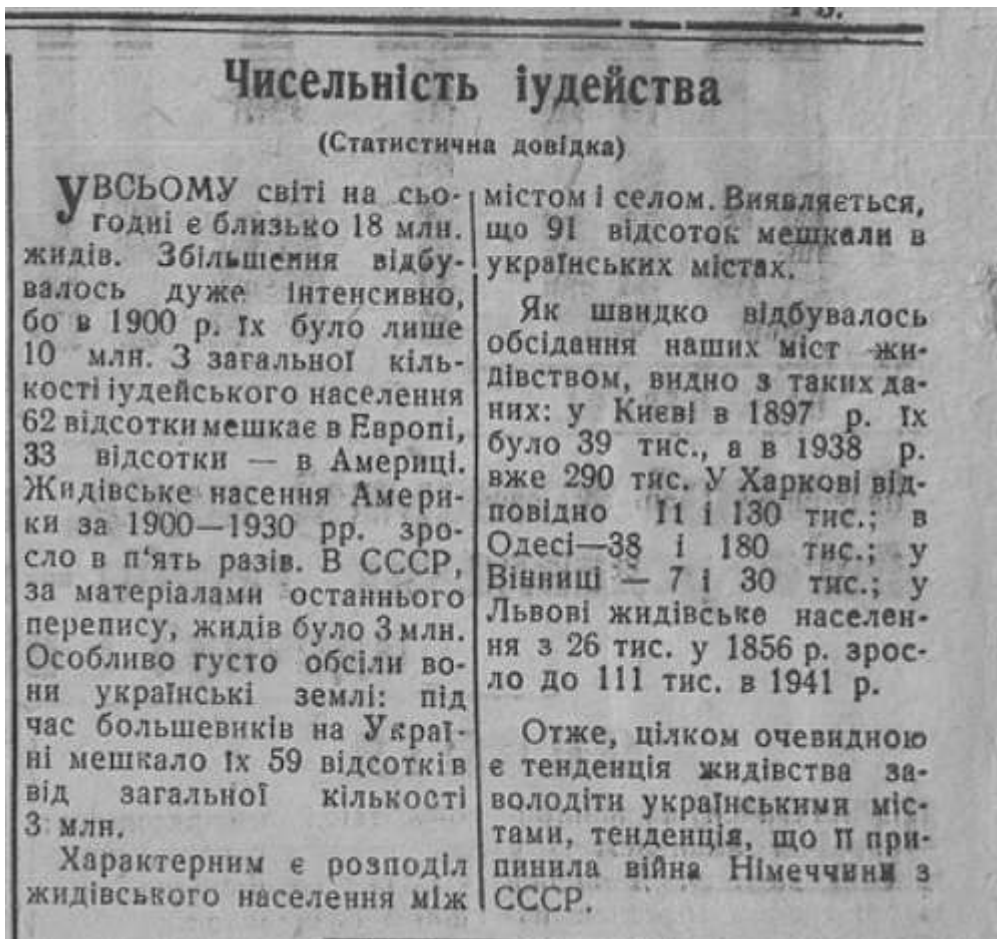 Чисельність іудейства
(Статистична довідка)
УВСЬОМУ світі на сьо-
годні є близько 18 млн.
жидів. Збільшення відбу-
валось дуже інтенсивно,
бо в 1900 р. їх було лише
10 млн. З загальної кіль-
кості іудейського населення
62 відсотки мешкає в Европі,
33 відсотки — в Америці.
Жидівське насення Амери-
ки за 1900—1930 рр. зро-
сло в п'ять разів. В СССР,
за матеріалами останнього
перепису, жидів було 3 млн.
Особливо густо обсіли во-
ни українські землі: під
час большевиків на Украї-
ні мешкало їх 59 відсотків
від загальної кількості
3 млн.
Характерним є розподіл
жидівського населення між
містом і селом. Виявляється,
що 91 відсоток мешкали в
українських містах.
Як швидко відбувалось
обсідання наших міст жи-
дівством, видно з таких да-
них: у Києві в 1897 р. їх
було 39 тис., а в 1938 р.
вже 290 тис. У Харкові від-
повідно 11 і 130 тис.; в
Одесі—38 і 180 тис.; у
Вінниці — 7 і 30 тис.; у
Львові жидівське населен-
ня з 26 тис. у 1856 р. зрос-
ло до 111 тис. в 1941 р.
Отже, цілком очевидною
є тенденція жидівства за-
володіти українськими міс-
тами, тенденція, що її при-
пинила війна Німеччини з
СССР.